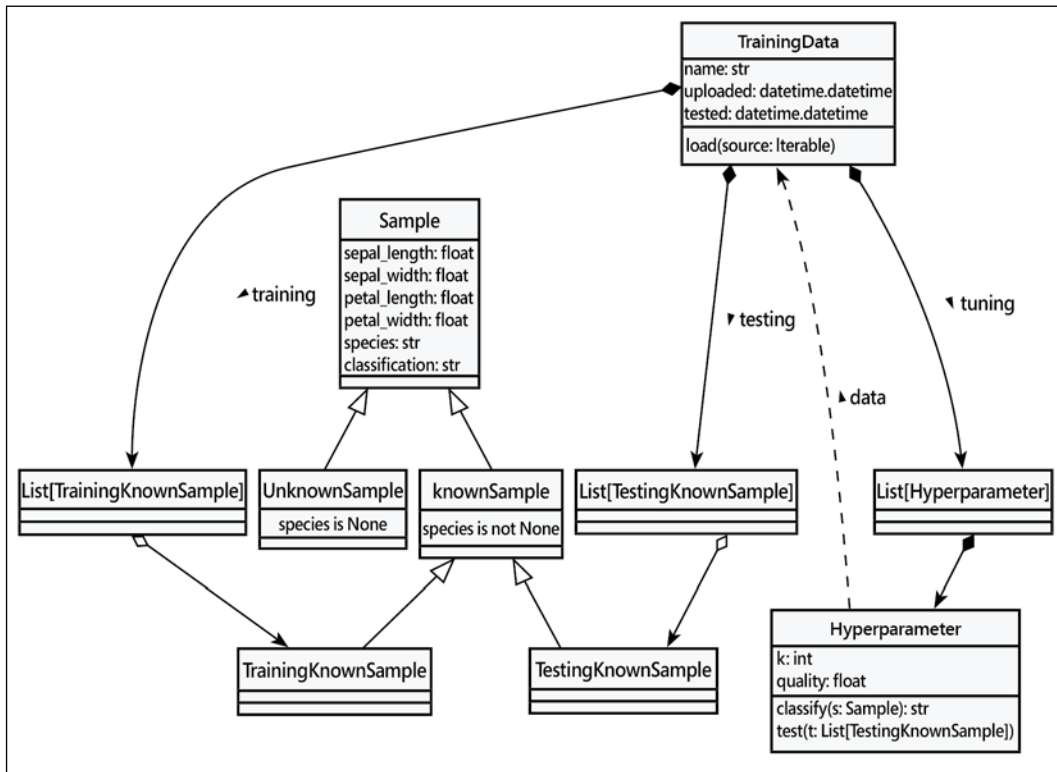 TrainingData
name: str
uploaded: datetime.datetime
tested: datetime.datetime
load(source: Iterable)
Sample
sepal_length: float
sepal_width: float
petal_length: float
petal_width: float
species: str
classification: str
training
testing
tuning
data
List[TrainingKnownSample]
UnknownSample
species is None
knownSample
species is not None
List[TestingKnownSample]
List[Hyperparameter]
TrainingKnownSample
TestingKnownSample
Hyperparameter
k: int
quality: float
classify(s: Sample): str
test(t: List[TestingKnownSample])